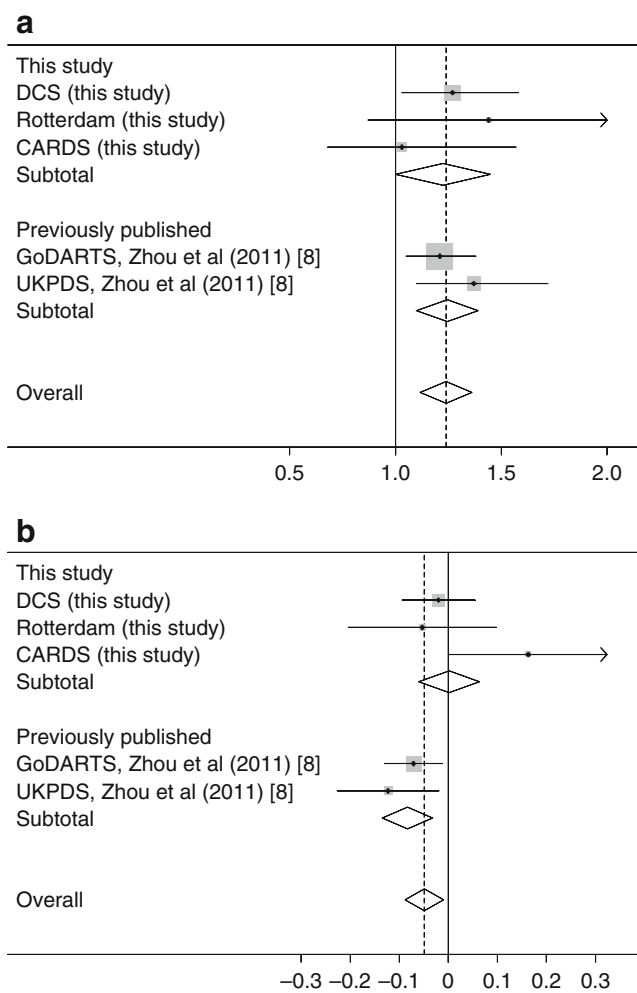 a
This study
DCS (this study)
Rotterdam (this study)
CARDS (this study)
Subtotal
Previously published
GoDARTS, Zhou et al (2011) [8]
UKPDS, Zhou et al (2011) [8]
Subtotal
Overall
0.5 1.0 1.5 2.0
b
This study
DCS (this study)
Rotterdam (this study)
CARDS (this study)
Subtotal
Previously published
GoDARTS, Zhou et al (2011) [8]
UKPDS, Zhou et al (2011) [8]
Subtotal
Overall
−0.3 −0.2 −0.1 0 0.1 0.2 0.3